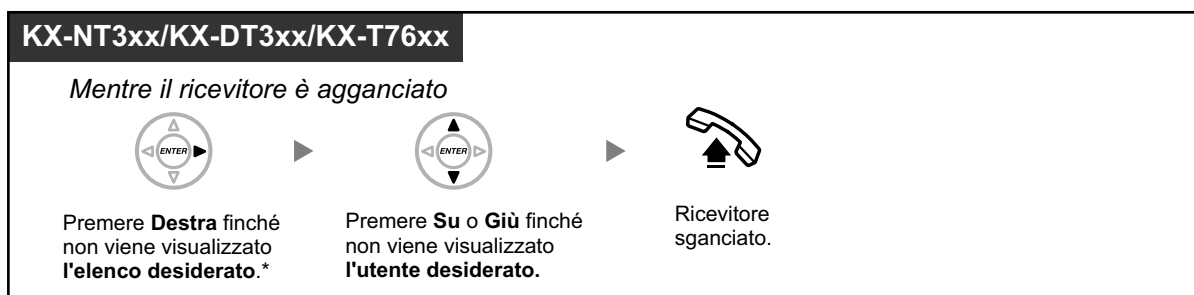 KX-NT3xx/KX-DT3xx/KX-T76xx
Mentre il ricevitore è agganciato
ENTER
ENTER
Premere Destra finché
non viene visualizzato
l'elenco desiderato.*
Premere Su o Giù finché
non viene visualizzato
l'utente desiderato.
Ricevitore
sganciato.